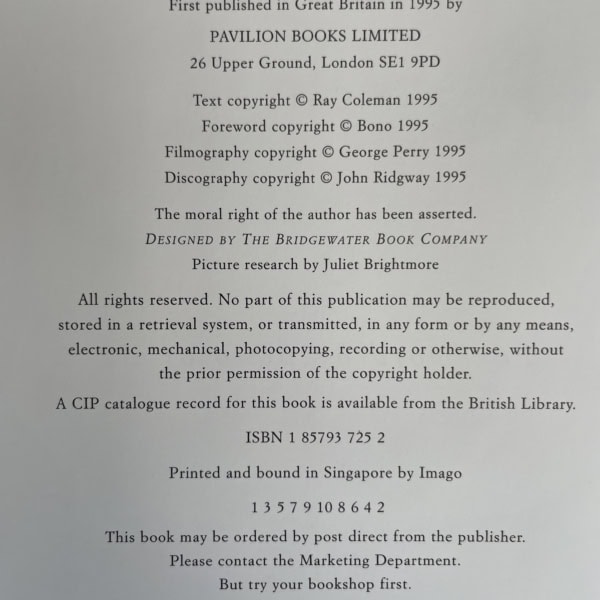 First published in Great Britain in 1995 by
PAVILION BOOKS LIMITED
26 Upper Ground, London SE1 9PD
Text copyright © Ray Coleman 1995
Foreword copyright © Bono 1995
Filmography copyright © George Perry 1995
Discography copyright © John Ridgway 1995
The moral right of the author has been asserted.
DESIGNED BY THE BRIDGEWATER BOOK COMPANY
Picture research by Juliet Brightmore
All rights reserved. No part of this publication may be reproduced,
stored in a retrieval system, or transmitted, in any form or by any means,
electronic, mechanical, photocopying, recording or otherwise, without
the prior permission of the copyright holder.
A CIP catalogue record for this book is available from the British Library.
ISBN 1 85793 725 2
Printed and bound in Singapore by Imago
1 3 5 7 9 10 8 6 4 2
This book may be ordered by post direct from the publisher.
Please contact the Marketing Department.
But try your bookshop first.